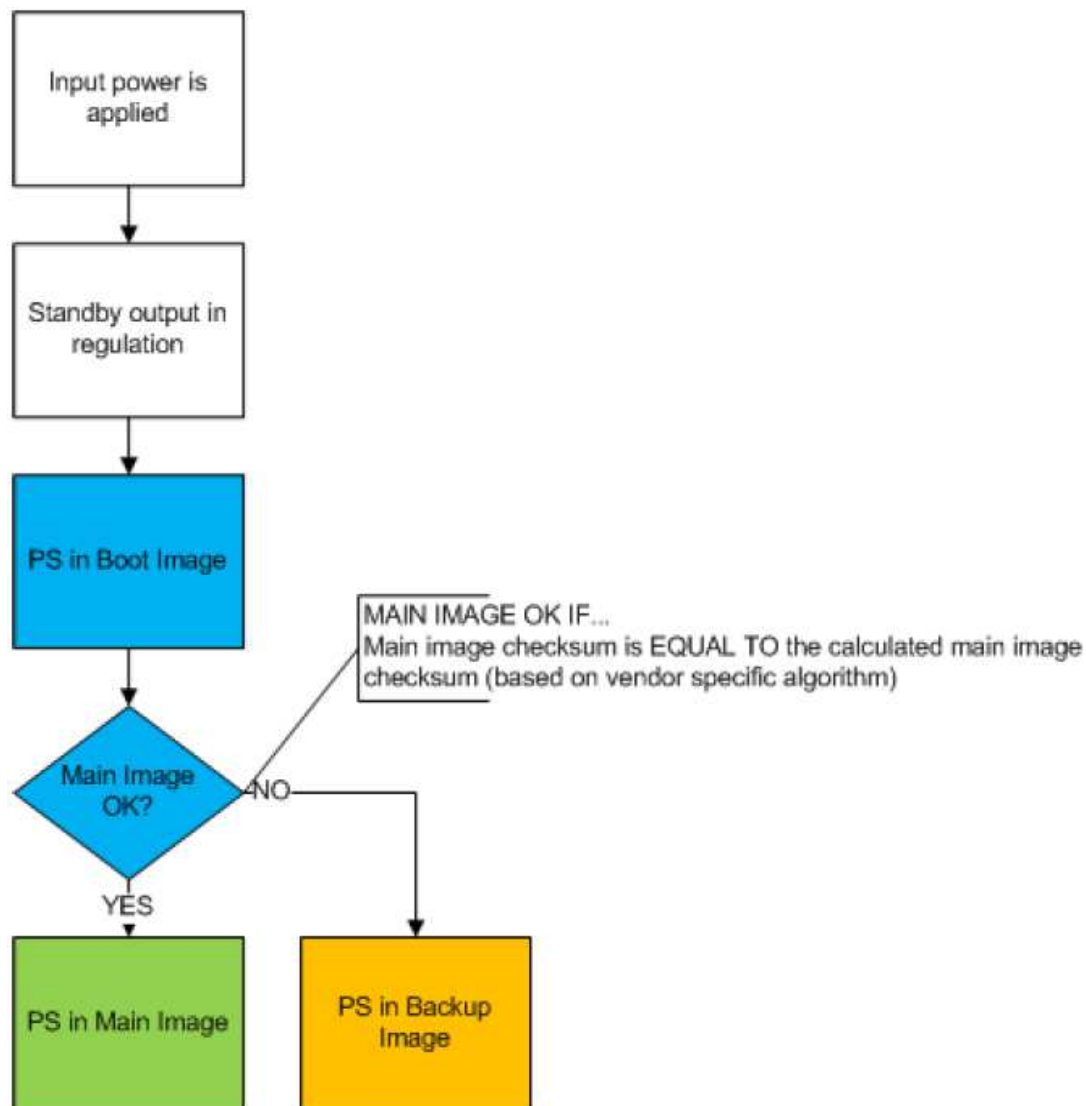 Input power is
applied
Standby output in
regulation
PS in Boot Image
MAIN IMAGE OK IF...
Main image checksum is EQUAL TO the calculated main image
checksum (based on vendor specific algorithm)
Main Image
OK?
NO
YES
PS in Main Image
PS in Backup
Image